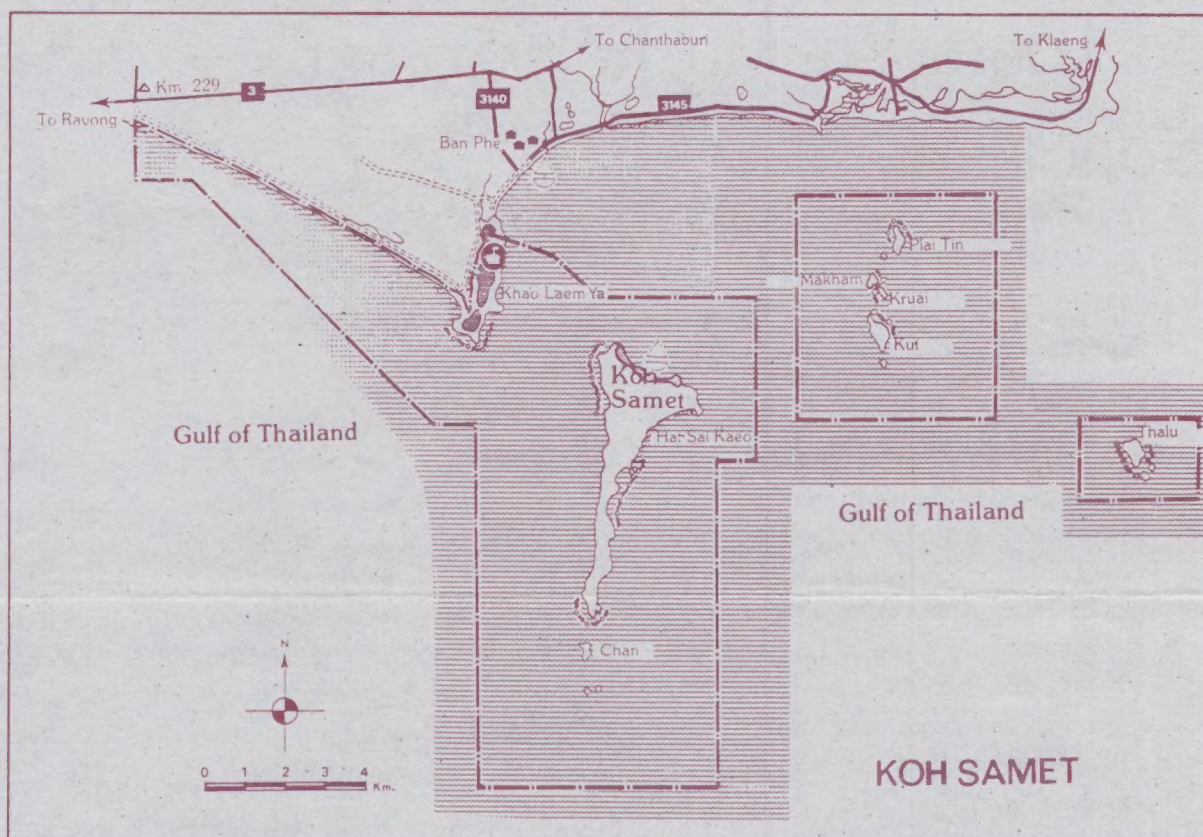 To Chanthabun
To Klaeng
Km. 229
3
3140
3145
To Rayong
Ban Phe
Plai Tin
Makham
Khao Laem Ya
Kruai
Kut
Koh
Samet
Gulf of Thailand
Hat Sai Kaeo
Thalu
Gulf of Thailand
Chan
N
KOH SAMET
0 1 2 3 4
Km.